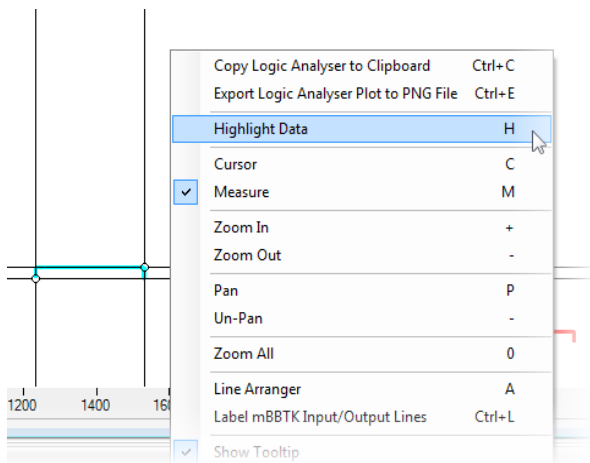 Copy Logic Analyser to Clipboard Ctrl+C
Export Logic Analyser Plot to PNG File Ctrl+E
Highlight Data H
Cursor C
Measure M
Zoom In +
Zoom Out -
Pan P
Un-Pan -
Zoom All 0
Line Arranger A
Label mBBTK Input/Output Lines Ctrl+L
Show Tooltip
1200 1400